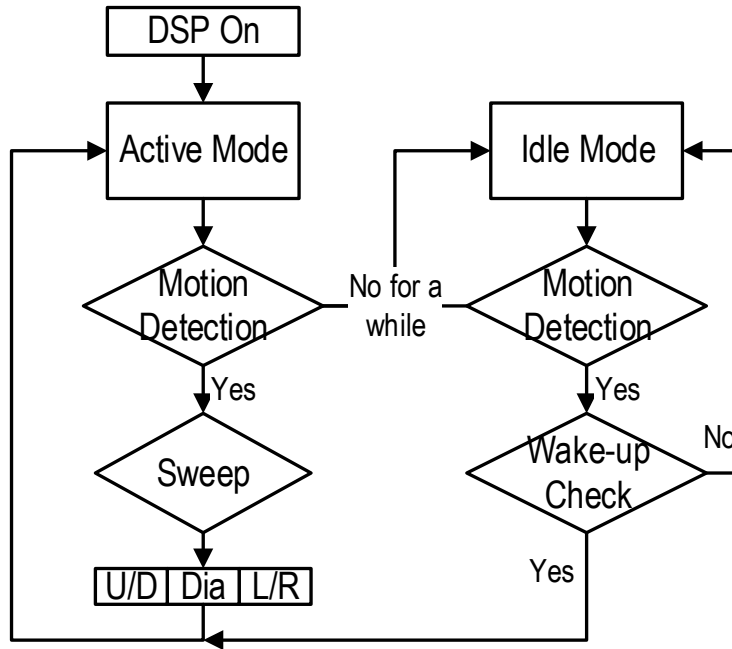 DSP On
Active Mode
Idle Mode
Motion
Detection
No for a
while
Motion
Detection
Yes
Yes
Sweep
Wake-up
Check
No
U/D
Dia
L/R
Yes